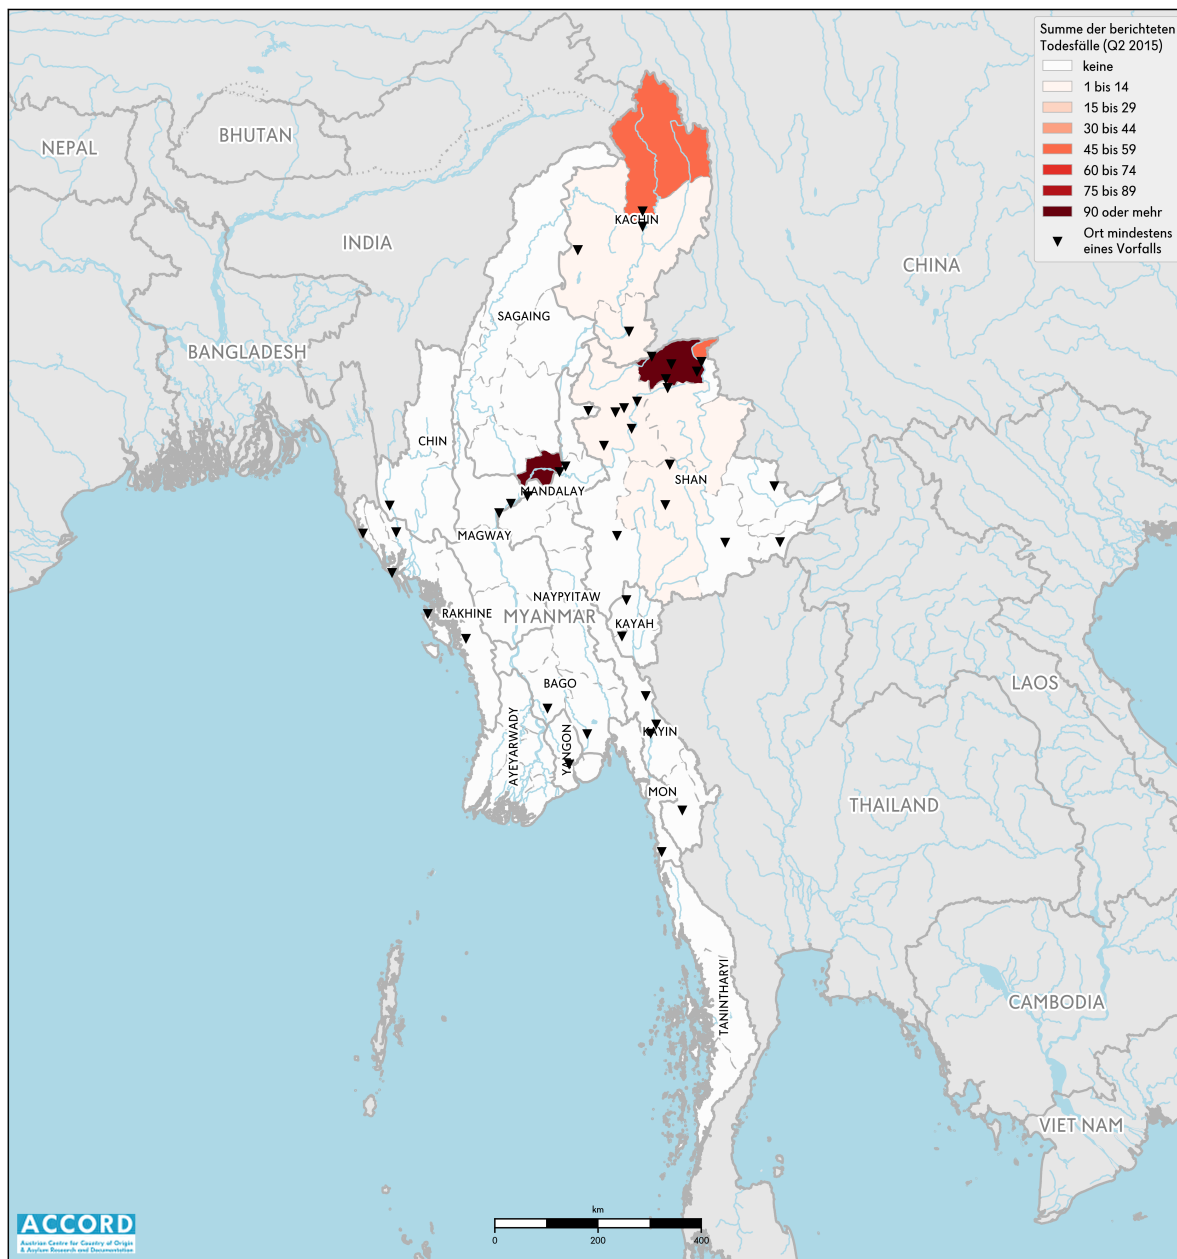 Summe der berichteten
Todesfälle (Q2 2015)
keine
1 bis 14
15 bis 29
30 bis 44
45 bis 59
60 bis 74
75 bis 89
90 oder mehr
Ort mindestens
eines Vorfalls
NEPAL
BHUTAN
INDIA
CHINA
KACHIN
SAGAING
BANGLADESH
CHIN
SHAN
MANDALAY
MAGWAY
NAYPYITAW
RAKHINE
MYANMAR
KAYAH
BAGO
LAOS
AYEYARWADY
YANGON
KAYIN
MON
THAILAND
TANINTHARYI
CAMBODIA
VIET NAM
km
0 200 400
ACCORD
Austrian Centre for Country of Origin
& Asylum Research and Documentation